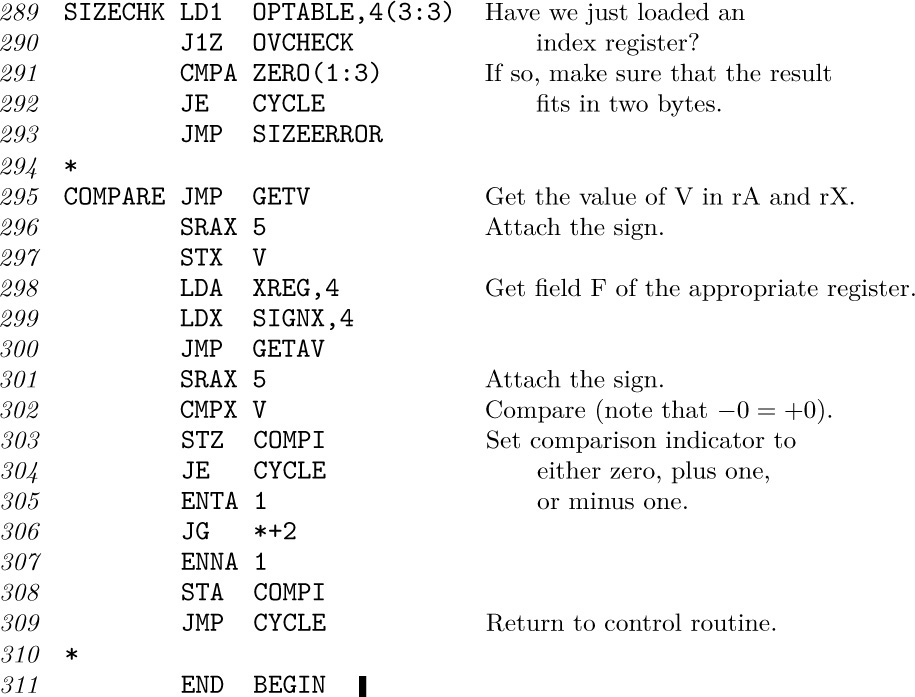 289 SIZECHK LD1 OPTABLE,4(3:3) Have we just loaded an
290 J1Z OVCHECK index register?
291 CMPA ZERO(1:3) If so, make sure that the result
292 JE CYCLE fits in two bytes.
293 JMP SIZEERROR
294 *
295 COMPARE JMP GETV Get the value of V in rA and rX.
296 SRAX 5 Attach the sign.
297 STX V
298 LDA XREG,4 Get field F of the appropriate register.
299 LDX SIGNX,4
300 JMP GETAV
301 SRAX 5 Attach the sign.
302 CMPX V Compare (note that −0 = +0).
303 STZ COMPI Set comparison indicator to
304 JE CYCLE either zero, plus one,
305 ENTA 1 or minus one.
306 JG *+2
307 ENNA 1
308 STA COMPI
309 JMP CYCLE Return to control routine.
310 *
311 END BEGIN ▌